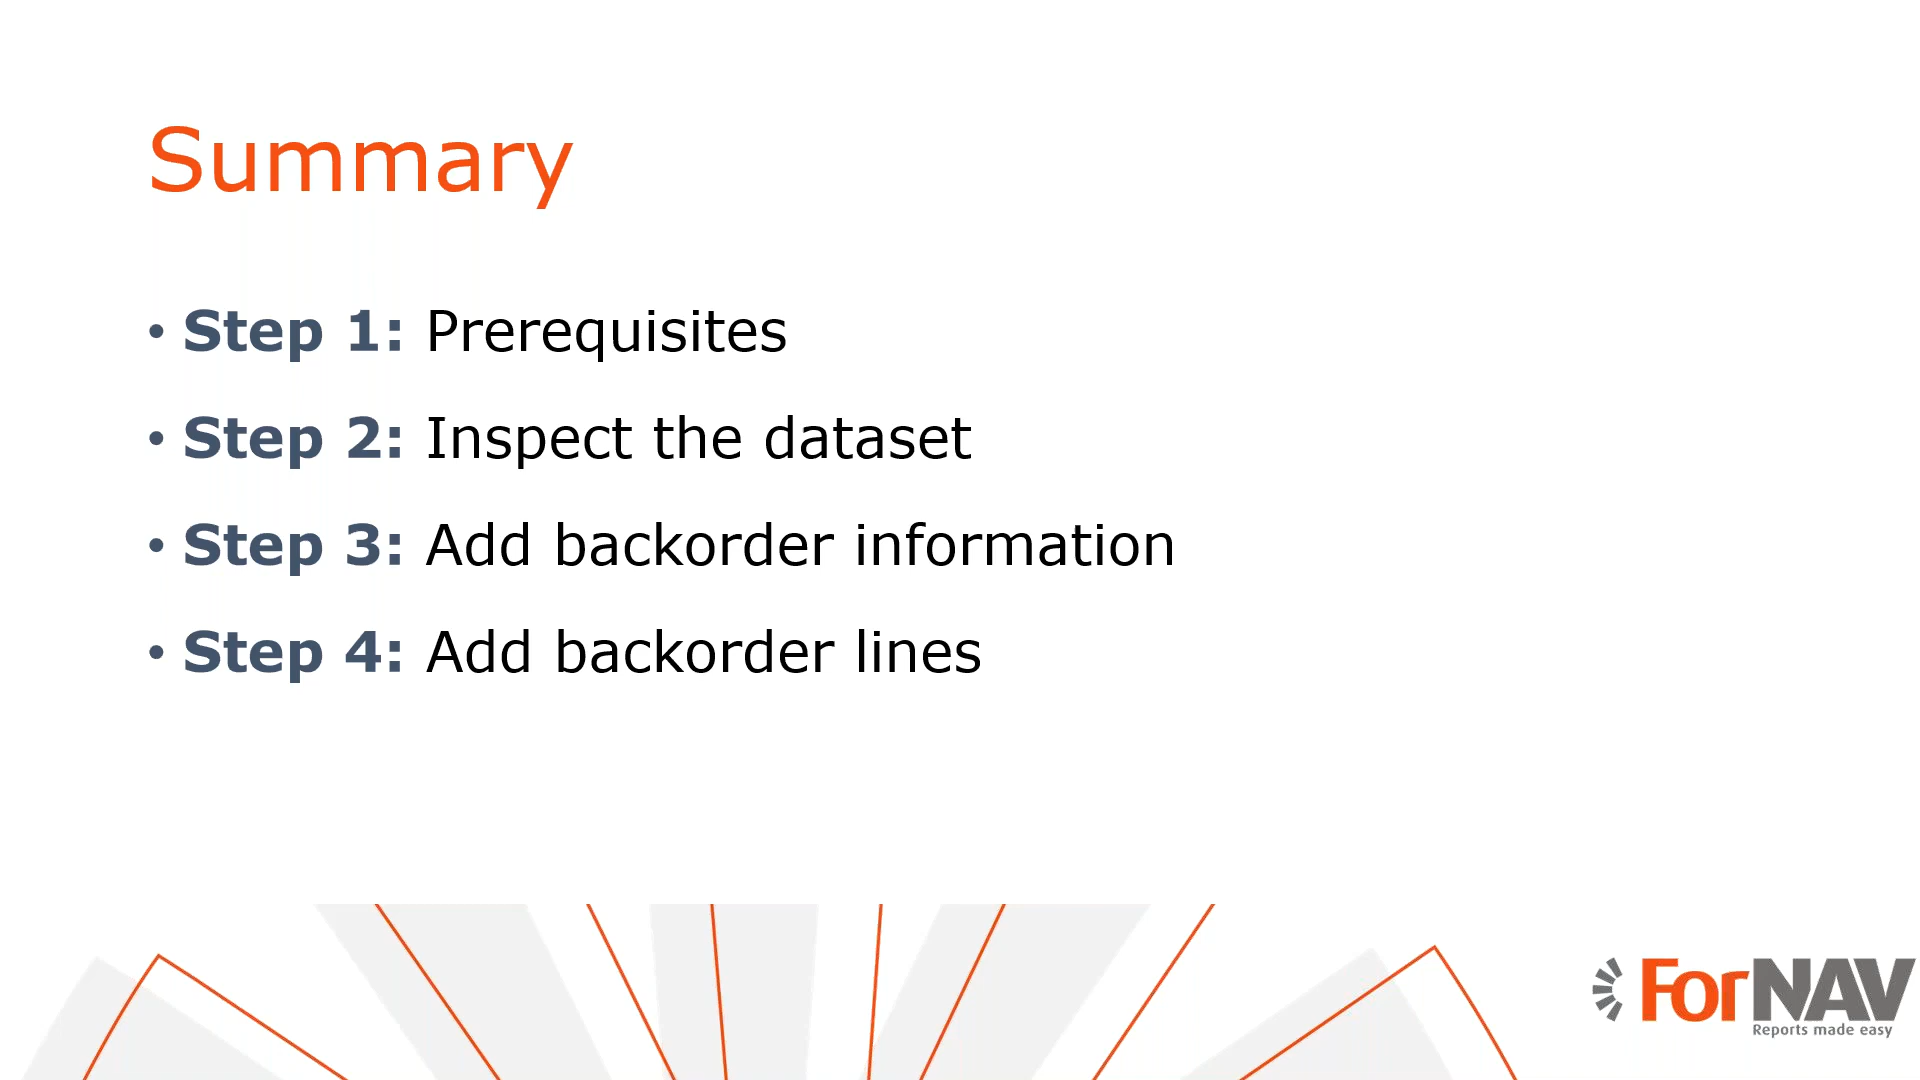 Summary
• Step 1: Prerequisites
• Step 2: Inspect the dataset
• Step 3: Add backorder information
• Step 4: Add backorder lines
ForNAV
Reports made easy